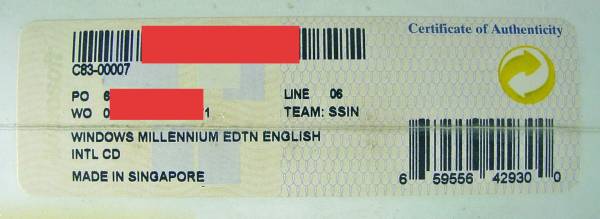 Certificate of Authenticity
C83-00007
PO 6
LINE 06
WO 0 1
TEAM: SSIN
WINDOWS MILLENNIUM EDTN ENGLISH
INTL CD
MADE IN SINGAPORE
6 59556 42930 0